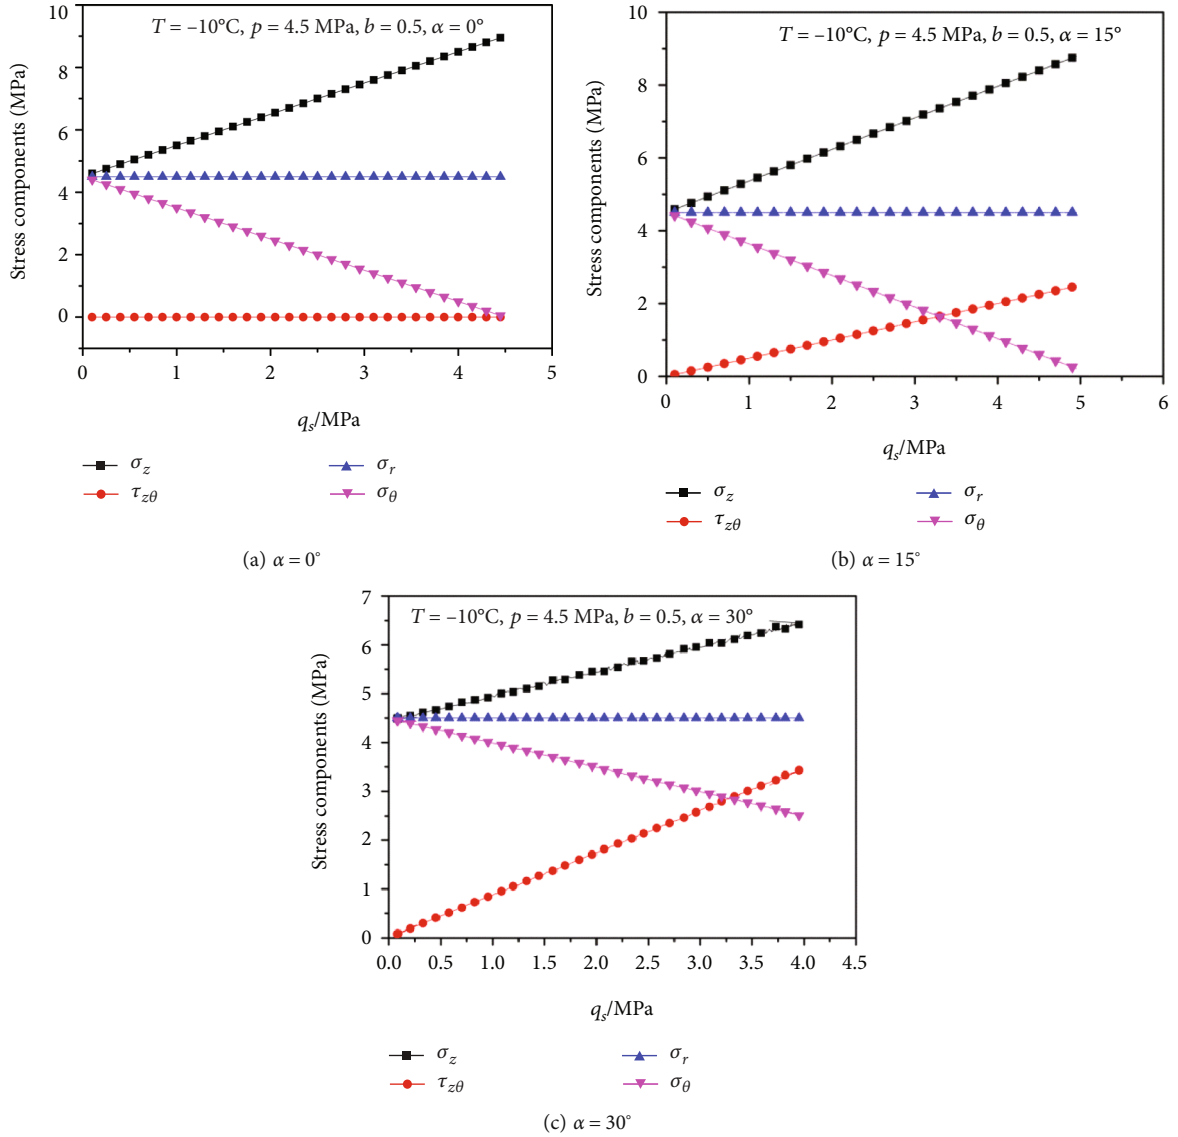 T = –10°C, p = 4.5 MPa, b = 0.5, α = 0°
Stress components (MPa)
10
8
6
4
2
0
0 1 2 3 4 5
qs/MPa
σz
σr
τzθ
σθ
(a) α = 0°
T = –10°C, p = 4.5 MPa, b = 0.5, α = 15°
Stress components (MPa)
10
8
6
4
2
0
0 1 2 3 4 5 6
qs/MPa
σz
σr
τzθ
σθ
(b) α = 15°
T = –10°C, p = 4.5 MPa, b = 0.5, α = 30°
Stress components (MPa)
7
6
5
4
3
2
1
0
0.0 0.5 1.0 1.5 2.0 2.5 3.0 3.5 4.0 4.5
qs/MPa
σz
σr
τzθ
σθ
(c) α = 30°